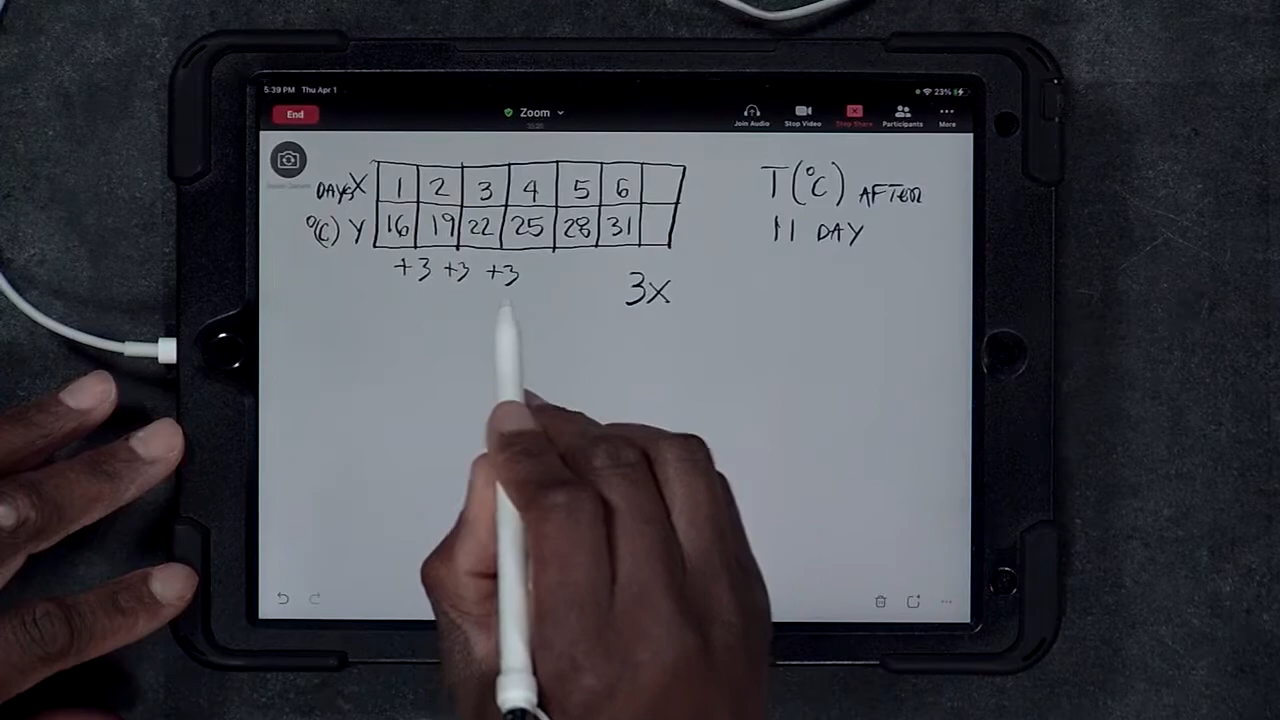 5:39 PM Thu Apr 1
23%
End
Zoom
Join Audio
Stop Video
Stop Share
Participants
More
DAYS X 1 2 3 4 5 6
°(C) Y 16 19 22 25 28 31
+3 +3 +3
3x
T(°C) AFTER
11 DAY